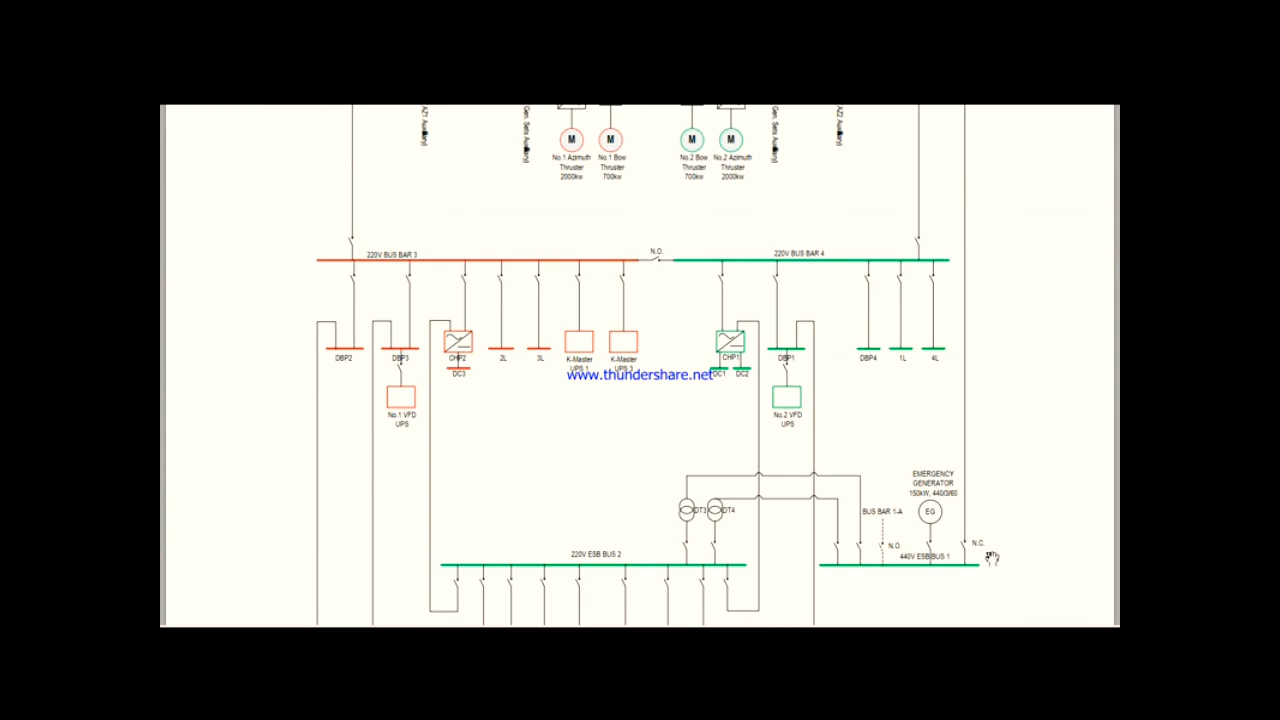 AZ1 Auxiliary)
Gen. Sets Auxiliary)
Gen. Sets Auxiliary)
AZ2 Auxiliary)
M
M
M
M
No.1 Azimuth
Thruster
2000kw
No.1 Bow
Thruster
700kw
No.2 Bow
Thruster
700kw
No.2 Azimuth
Thruster
2000kw
220V BUS BAR 3
N.O.
220V BUS BAR 4
DBP2
DBP3
CHP2
DC3
2L
3L
K-Master
UPS 1
K-Master
UPS 3
CHP1
DC1
DC2
DBP1
DBP4
1L
4L
www.thundershare.net
No.1 VFD
UPS
No.2 VFD
UPS
EMERGENCY
GENERATOR
150kW, 440/3/60
EG
DT3
DT4
BUS BAR 1-A
N.O.
N.C.
220V ESB BUS 2
440V ESB BUS 1